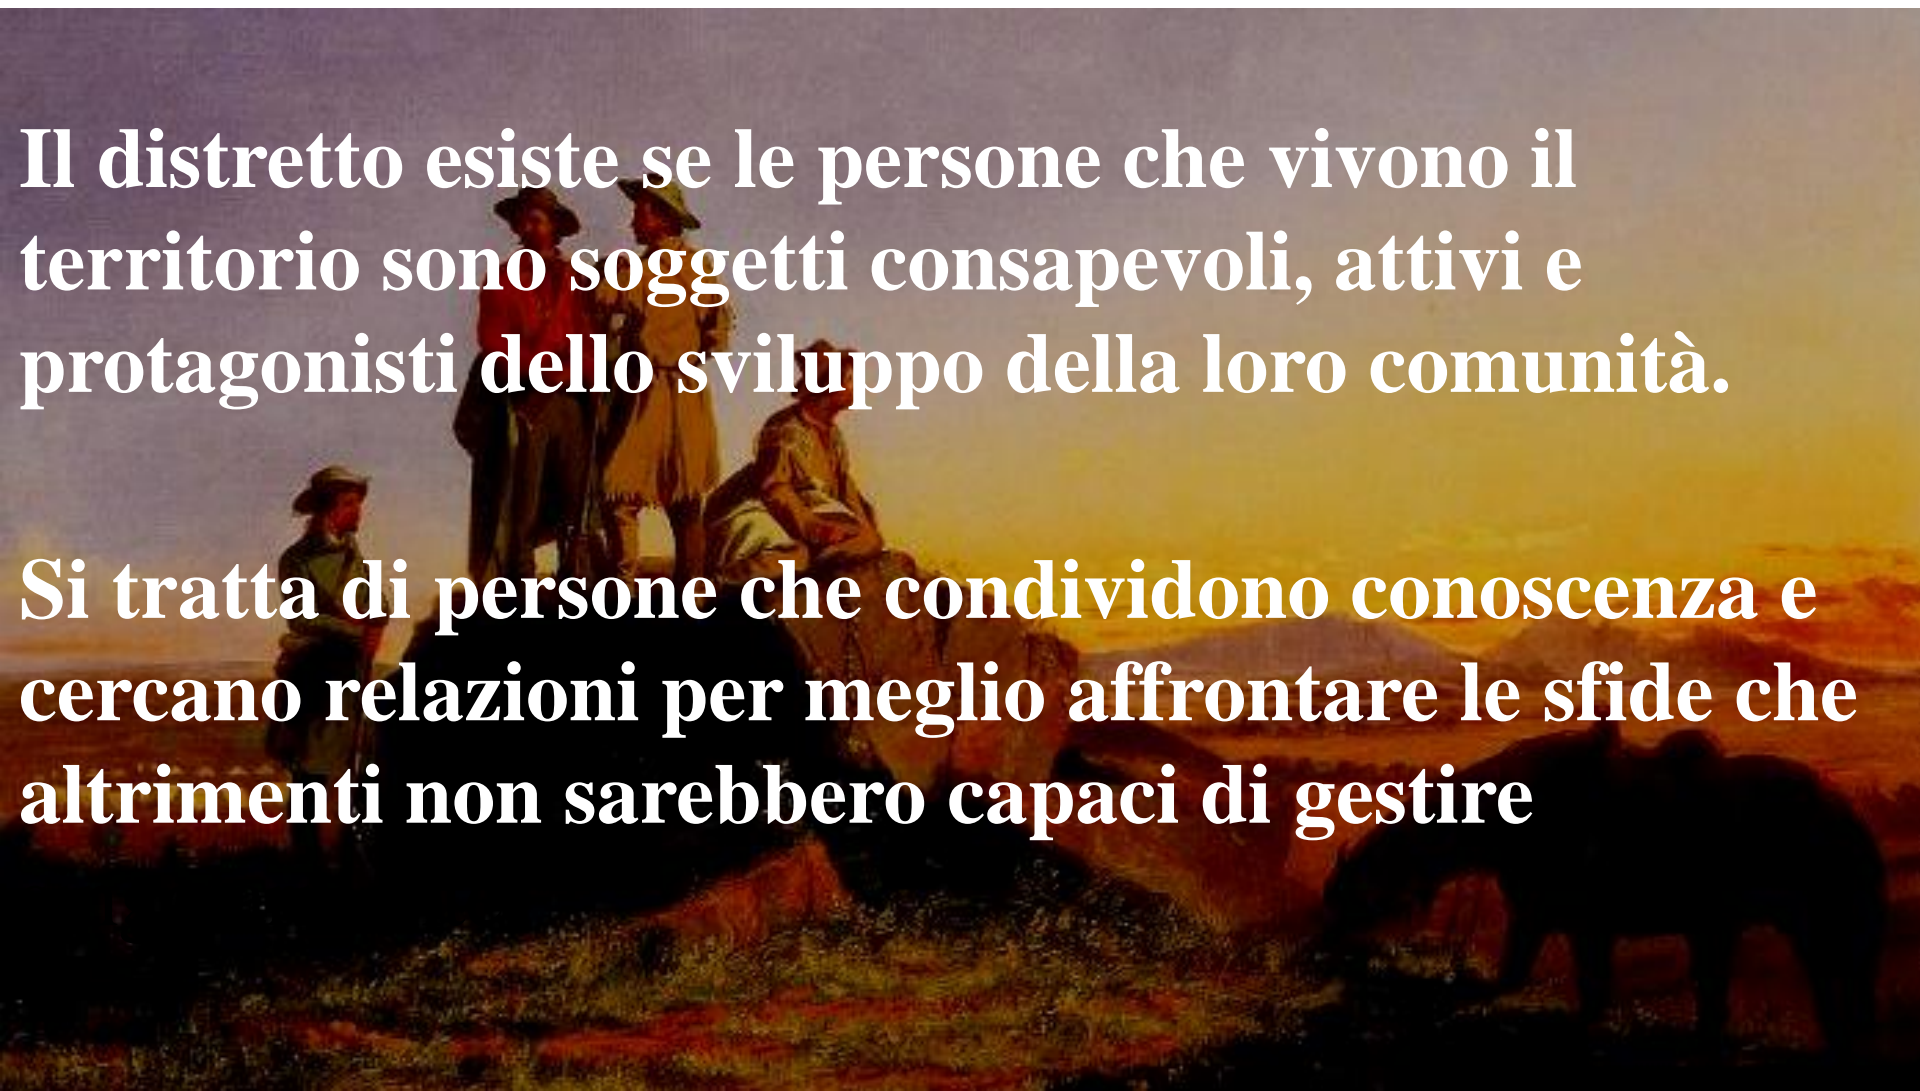 Il distretto esiste se le persone che vivono il
territorio sono soggetti consapevoli, attivi e
protagonisti dello sviluppo della loro comunità.
Si tratta di persone che condividono conoscenza e
cercano relazioni per meglio affrontare le sfide che
altrimenti non sarebbero capaci di gestire